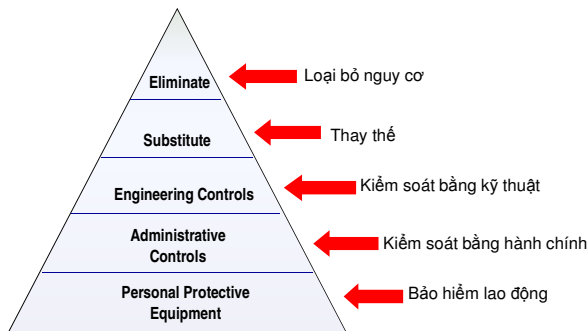 Eliminate
Loại bỏ nguy cơ
Substitute
Thay thế
Engineering Controls
Kiểm soát bằng kỹ thuật
Administrative
Controls
Kiểm soát bằng hành chính
Personal Protective
Equipment
Bảo hiểm lao động